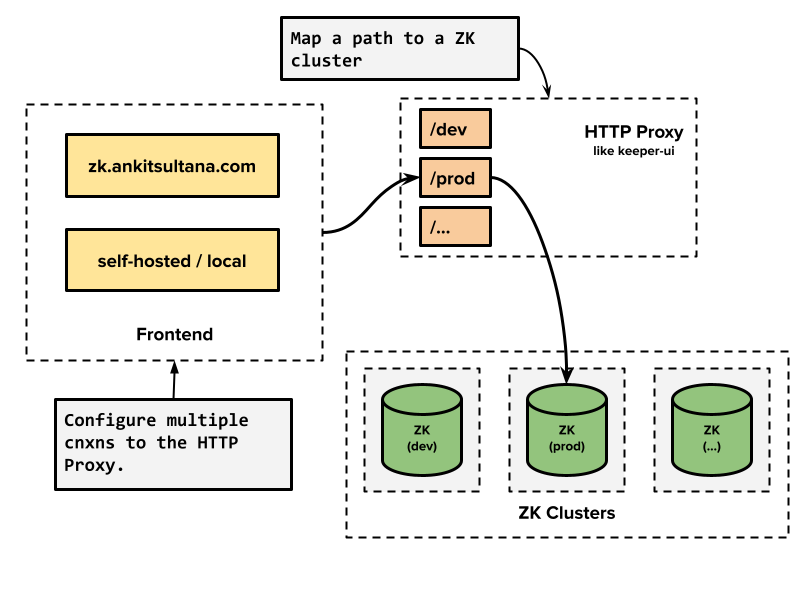 Map a path to a ZK
cluster
zk.ankitsultana.com
self-hosted / local
Frontend
Configure multiple
cnxns to the HTTP
Proxy.
/dev
/prod
/...
HTTP Proxy
like keeper-ui
ZK
(dev)
ZK
(prod)
ZK
(...)
ZK Clusters